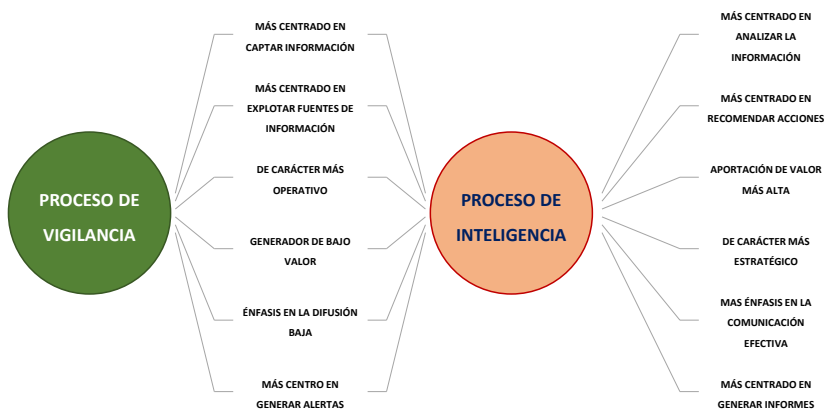 PROCESO DE
VIGILANCIA
MÁS CENTRADO EN
CAPTAR INFORMACIÓN
MÁS CENTRADO EN
EXPLOTAR FUENTES DE
INFORMACIÓN
DE CARÁCTER MÁS
OPERATIVO
GENERADOR DE BAJO
VALOR
ÉNFASIS EN LA DIFUSIÓN
BAJA
MÁS CENTRO EN
GENERAR ALERTAS
PROCESO DE
INTELIGENCIA
MÁS CENTRADO EN
ANALIZAR LA
INFORMACIÓN
MÁS CENTRADO EN
RECOMENDAR ACCIONES
APORTACIÓN DE VALOR
MÁS ALTA
DE CARÁCTER MÁS
ESTRATÉGICO
MAS ÉNFASIS EN LA
COMUNICACIÓN
EFECTIVA
MÁS CENTRADO EN
GENERAR INFORMES